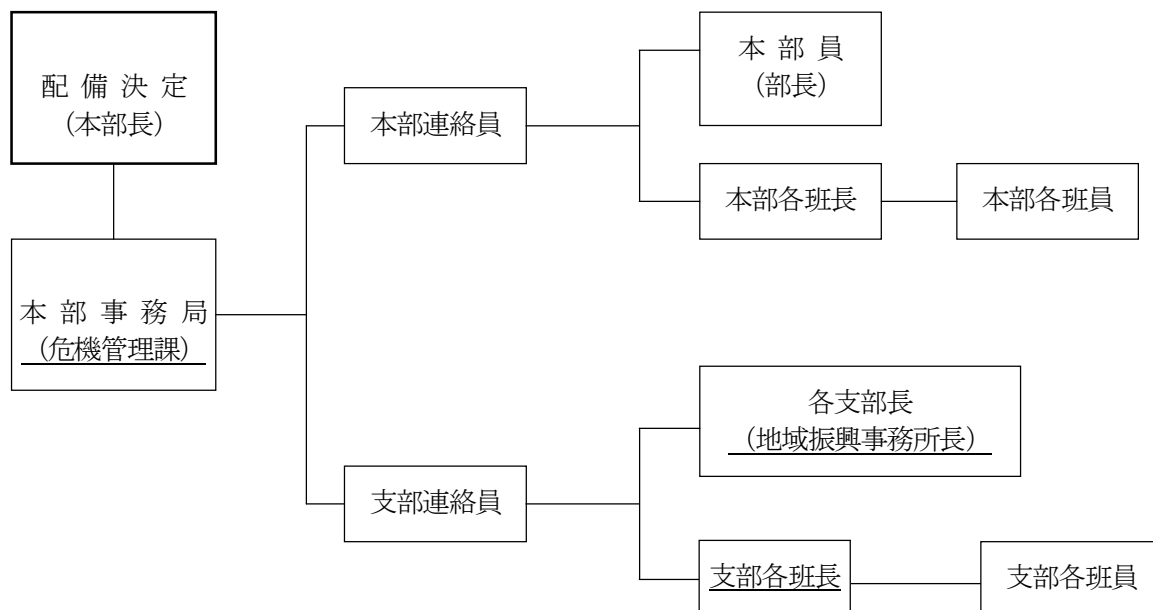 配備決定
(本部長)
本部事務局
(危機管理課)
本部連絡員
本部員
(部長)
本部各班長
本部各班員
支部連絡員
各支部長
(地域振興事務所長)
支部各班長
支部各班員